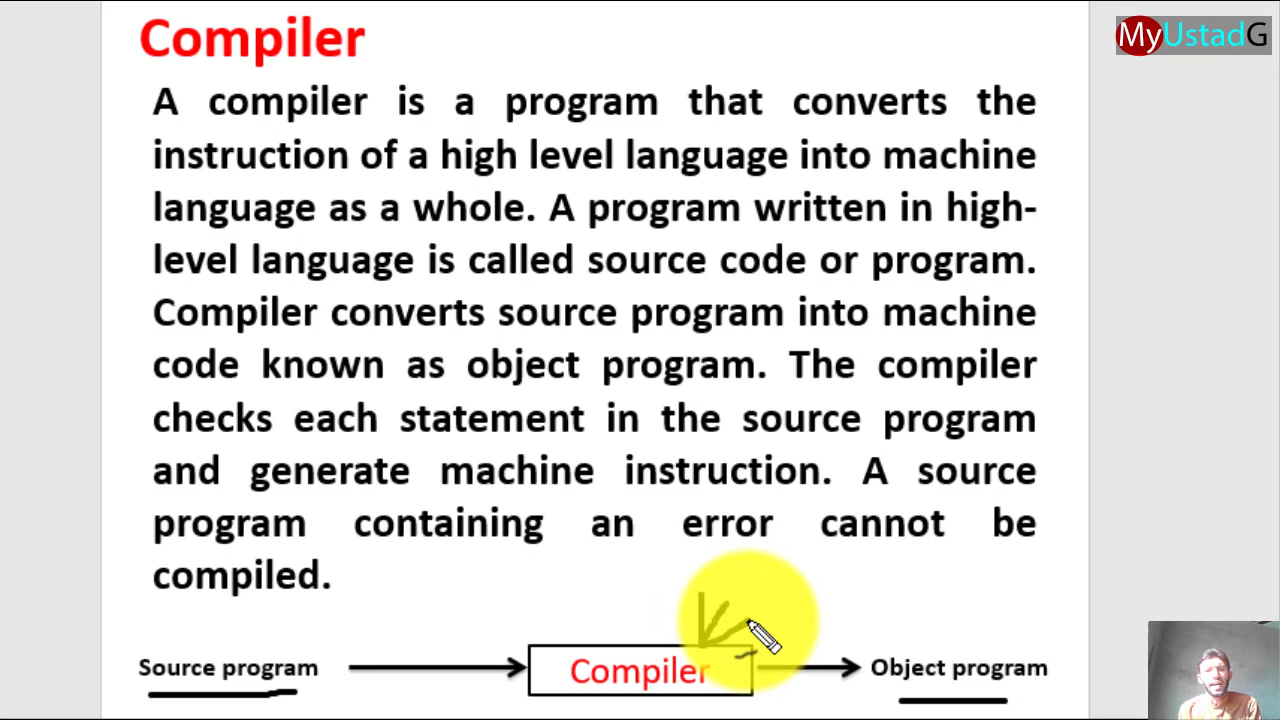 Compiler
MyUstadG
A compiler is a program that converts the
instruction of a high level language into machine
language as a whole. A program written in high-
level language is called source code or program.
Compiler converts source program into machine
code known as object program. The compiler
checks each statement in the source program
and generate machine instruction. A source
program containing an error cannot be
compiled.
Source program Compiler Object program